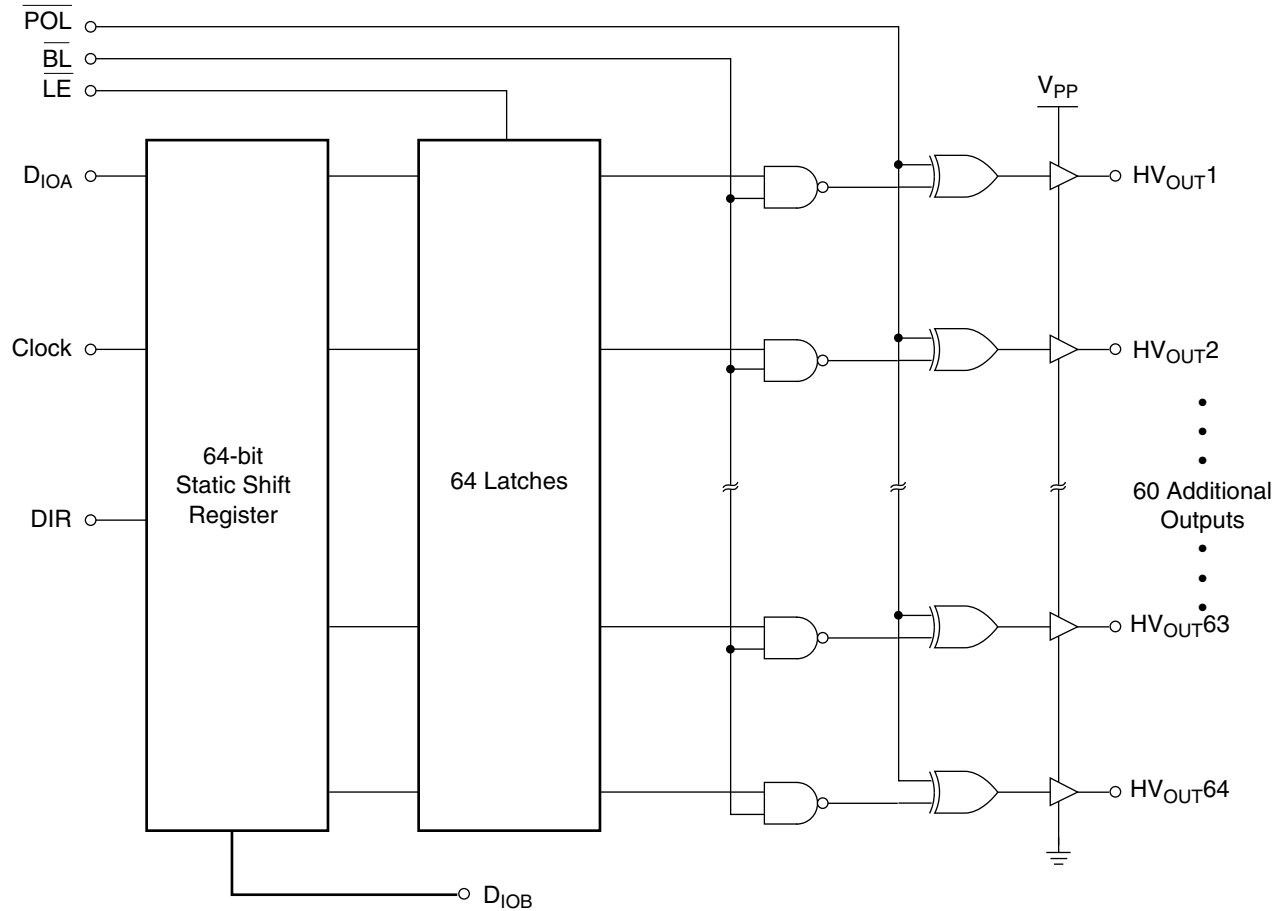 POL
BL
LE
V_PP
D_IOA
HV_OUT1
Clock
HV_OUT2
64-bit
Static Shift
Register
64 Latches
60 Additional
Outputs
DIR
HV_OUT63
HV_OUT64
D_IOB